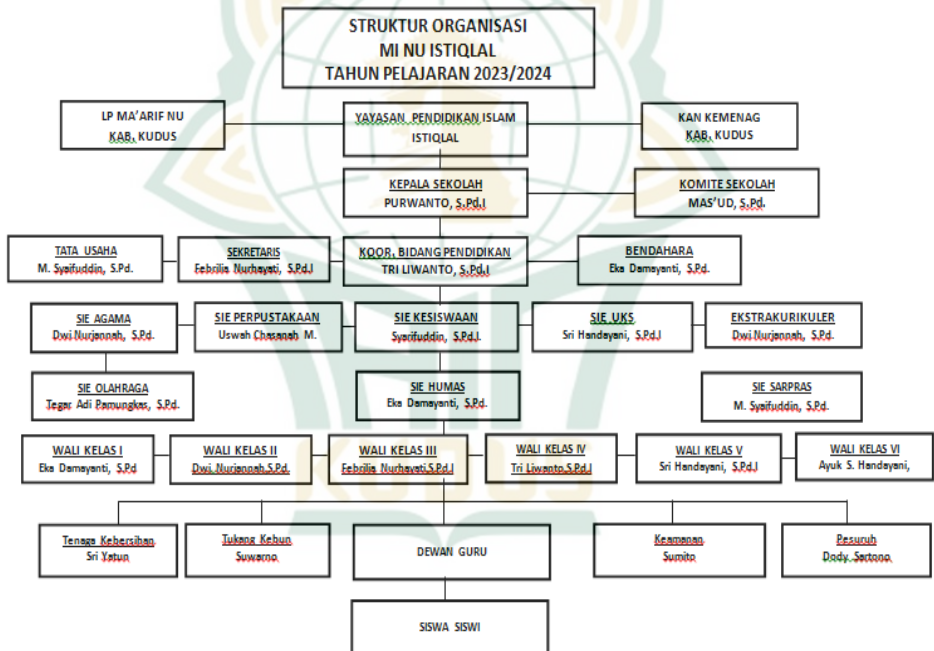 STRUKTUR ORGANISASI
MI NU ISTIQLAL
TAHUN PELAJARAN 2023/2024
LP MA'ARIF NU
KAB. KUDUS
YAYASAN PENDIDIKAN ISLAM
ISTIQLAL
KAN KEMENAG
KAB. KUDUS
KEPALA SEKOLAH
PURWANTO, S.Pd.I
KOMITE SEKOLAH
MAS'UD, S.Pd.
TATA USAHA
M. Syaifuddin, S.Pd.
SEKRETARIS
Febrilia Nurhayati, S.Pd.I
KOOR. BIDANG PENDIDIKAN
TRI LIWANTO, S.Pd.I
BENDAHARA
Eka Damayanti, S.Pd.
SIE AGAMA
Dwi Nurjannah, S.Pd.
SIE PERPUSTAKAAN
Uswah Chasanah M.
SIE KESISWAAN
Syarifuddin, S.Pd.I
SIE UKS
Sri Handayani, S.Pd.I
EKSTRAKURIKULER
Dwi Nurjannah, S.Pd.
SIE OLAHRAGA
Tegar Adi Pamungkas, S.Pd.
SIE HUMAS
Eka Damayanti, S.Pd.
SIE SARPRAS
M. Syaifuddin, S.Pd.
WALI KELAS I
Eka Damayanti, S.Pd
WALI KELAS II
Dwi Nurjannah,S.Pd.
WALI KELAS III
Febrilia Nurhayati,S.Pd.I
WALI KELAS IV
Tri Liwanto,S.Pd.I
WALI KELAS V
Sri Handayani, S.Pd.I
WALI KELAS VI
Ayuk S. Handayani,
Tenaga Kebersihan
Sri Yatun
Tukang Kebun
Suwarno
DEWAN GURU
Keamanan
Sumito
Pesuruh
Dody Sartono
SISWA SISWI
KUDUS